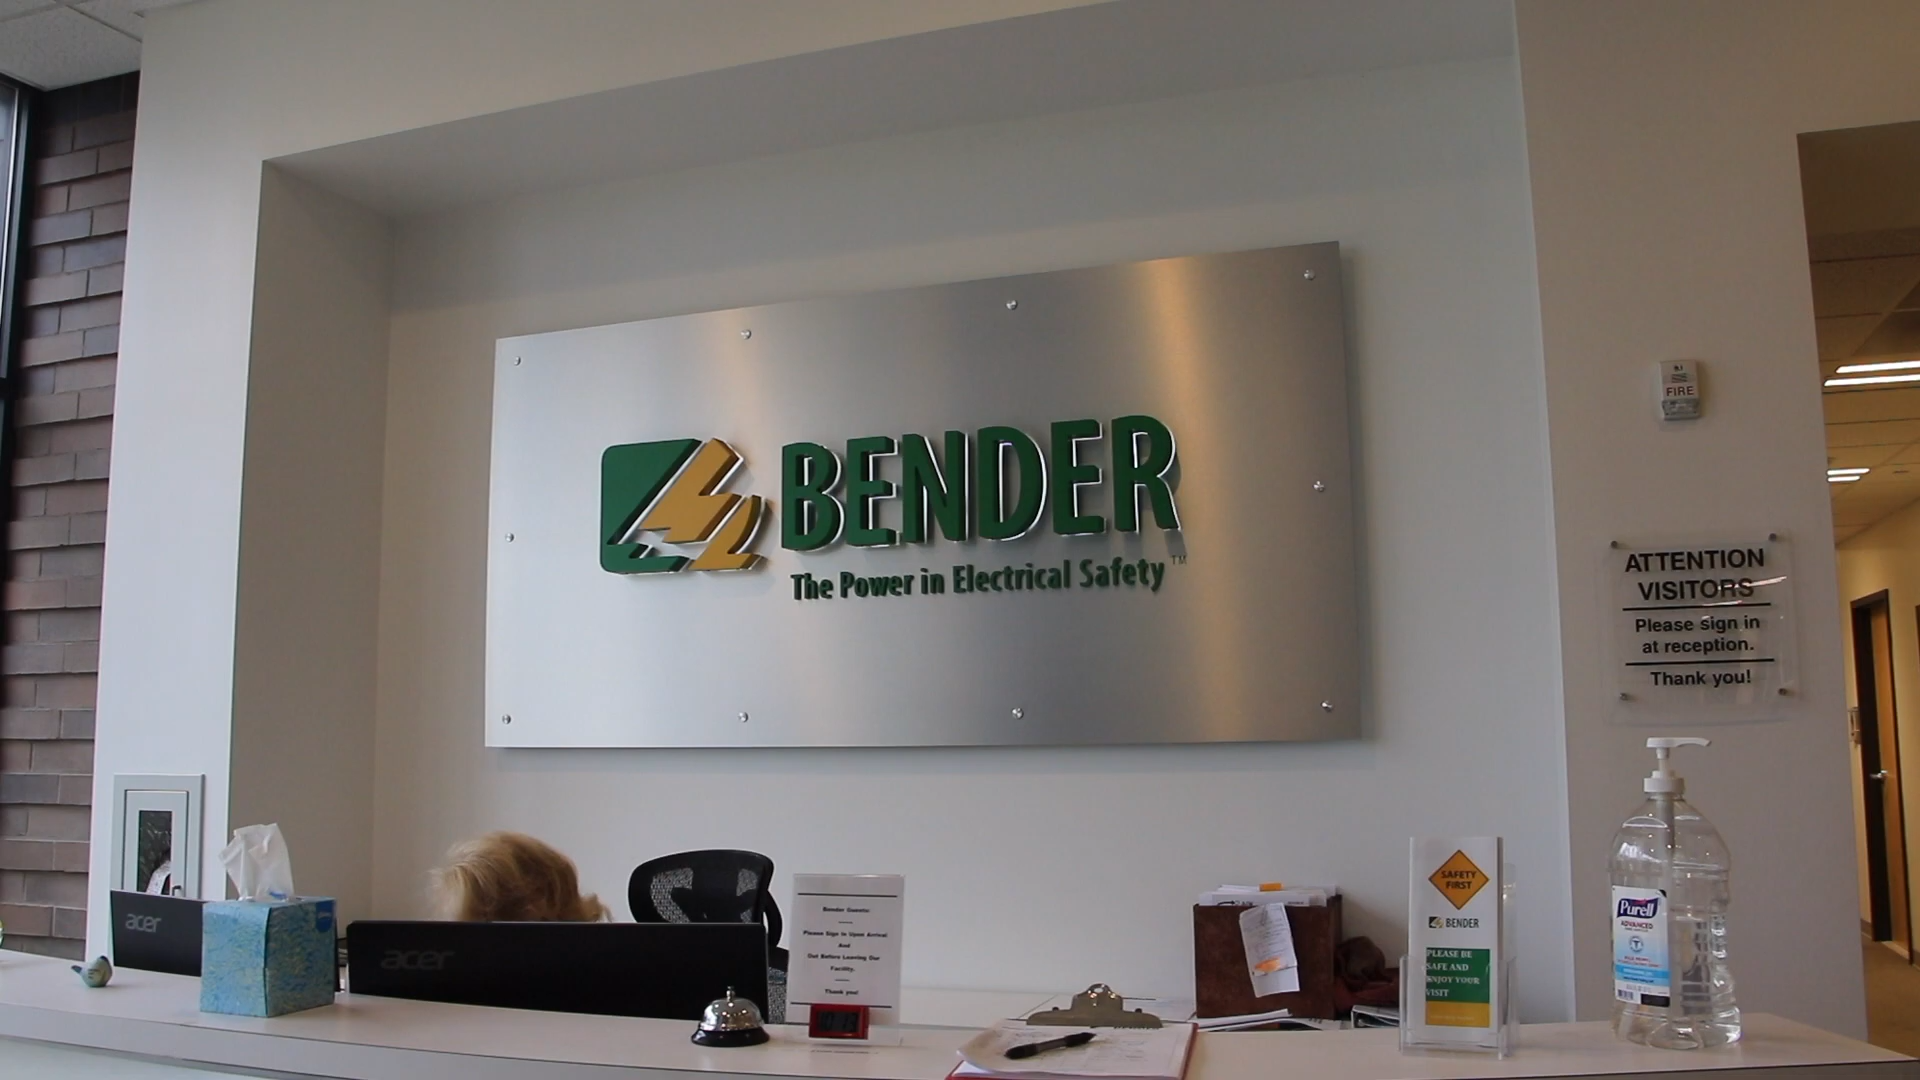 BENDER
The Power in Electrical Safety™
FIRE
ATTENTION
VISITORS
Please sign in
at reception.
Thank you!
acer
acer
Bender Guests:
Please Sign In Upon Arrival
And
Out Before Leaving Our
Facility.
Thank you!
SAFETY
FIRST
BENDER
PLEASE BE
SAFE AND
ENJOY YOUR
VISIT
Purell
ADVANCED